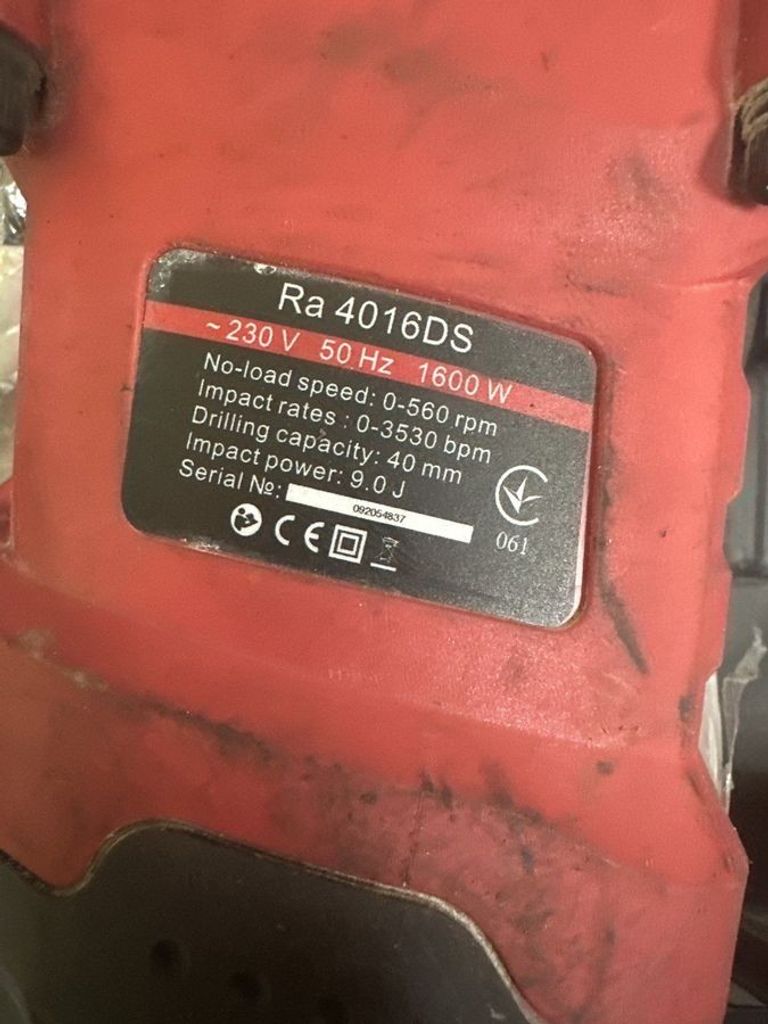 Ra 4016DS
~ 230 V 50 Hz 1600 W
No-load speed: 0-560 rpm
Impact rates : 0-3530 bpm
Drilling capacity: 40 mm
Impact power: 9.0 J
Serial №: 092054837
CE
061